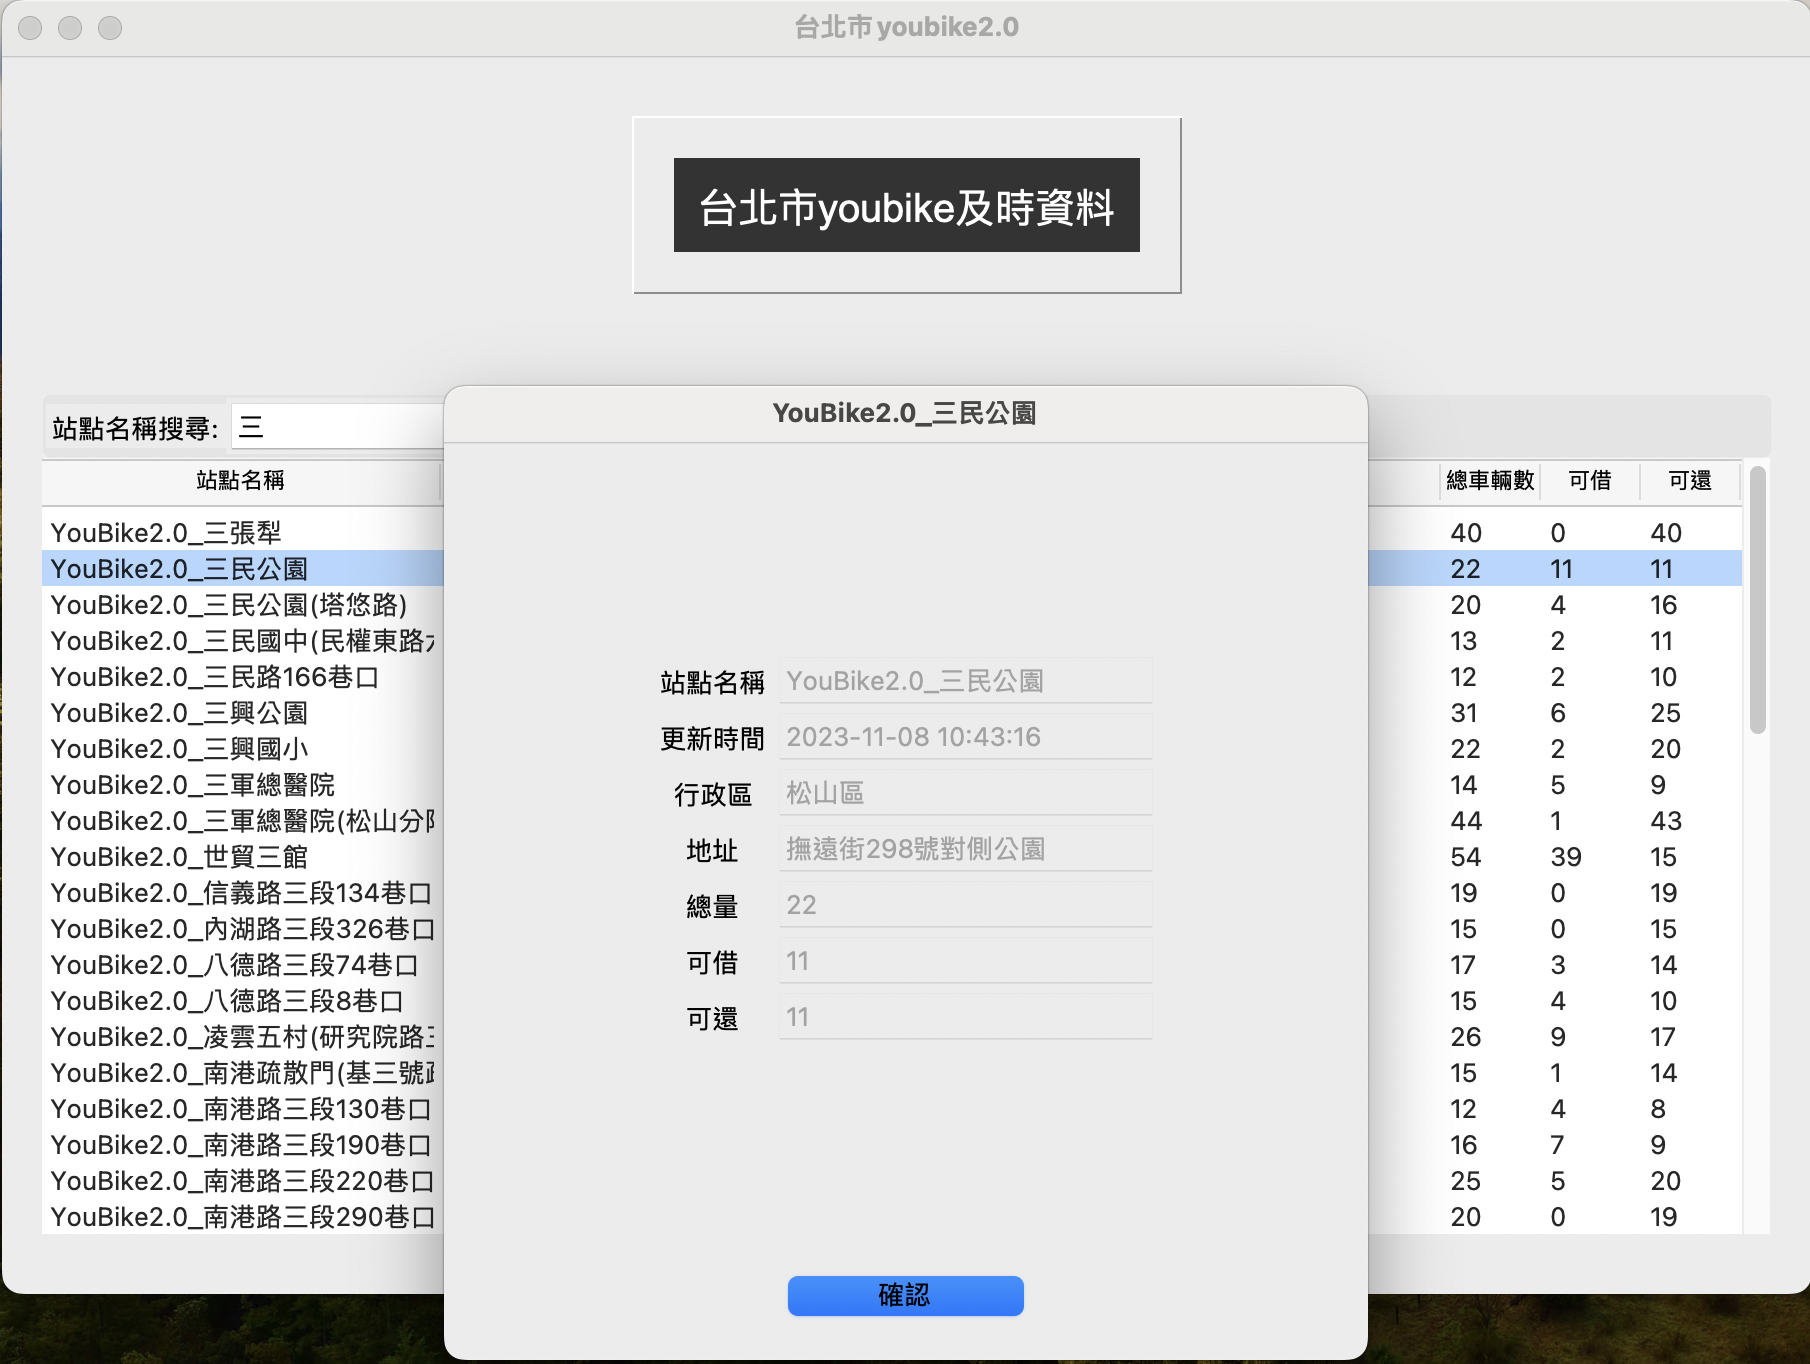 台北市youbike2.0
台北市youbike及時資料
站點名稱搜尋: 三
站點名稱 總車輛數 可借 可還
YouBike2.0_三張犁 40 0 40
YouBike2.0_三民公園 22 11 11
YouBike2.0_三民公園(塔悠路) 20 4 16
YouBike2.0_三民國中(民權東路 13 2 11
YouBike2.0_三民路166巷口 12 2 10
YouBike2.0_三興公園 31 6 25
YouBike2.0_三興國小 22 2 20
YouBike2.0_三軍總醫院 14 5 9
YouBike2.0_三軍總醫院(松山分 44 1 43
YouBike2.0_世貿三館 54 39 15
YouBike2.0_信義路三段134巷口 19 0 19
YouBike2.0_內湖路三段326巷口 15 0 15
YouBike2.0_八德路三段74巷口 17 3 14
YouBike2.0_八德路三段8巷口 15 4 10
YouBike2.0_凌雲五村(研究院路 26 9 17
YouBike2.0_南港疏散門(基三號 15 1 14
YouBike2.0_南港路三段130巷口 12 4 8
YouBike2.0_南港路三段190巷口 16 7 9
YouBike2.0_南港路三段220巷口 25 5 20
YouBike2.0_南港路三段290巷口 20 0 19
YouBike2.0_三民公園
站點名稱 YouBike2.0_三民公園
更新時間 2023-11-08 10:43:16
行政區 松山區
地址 撫遠街298號對側公園
總量 22
可借 11
可還 11
確認